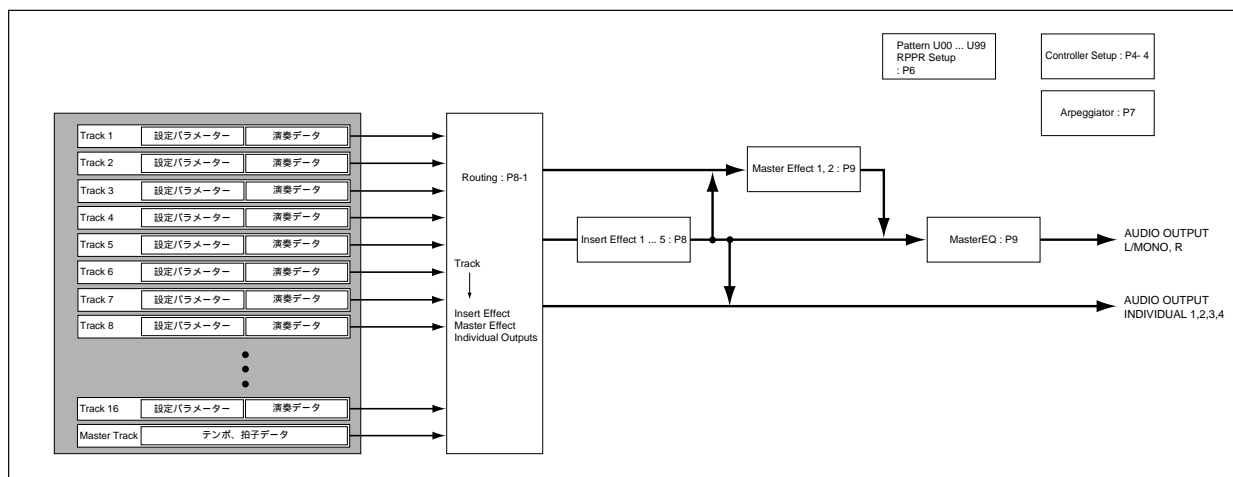 Pattern U00 ... U99
RPPR Setup
: P6
Controller Setup : P4- 4
Arpeggiator : P7
Track 1 設定パラメーター 演奏データ
Track 2 設定パラメーター 演奏データ
Track 3 設定パラメーター 演奏データ
Track 4 設定パラメーター 演奏データ
Track 5 設定パラメーター 演奏データ
Track 6 設定パラメーター 演奏データ
Track 7 設定パラメーター 演奏データ
Track 8 設定パラメーター 演奏データ
Track 16 設定パラメーター 演奏データ
Master Track テンポ、拍子データ
Routing : P8-1
Track
Insert Effect
Master Effect
Individual Outputs
Insert Effect 1 ... 5 : P8
Master Effect 1, 2 : P9
MasterEQ : P9
AUDIO OUTPUT
L/MONO, R
AUDIO OUTPUT
INDIVIDUAL 1,2,3,4